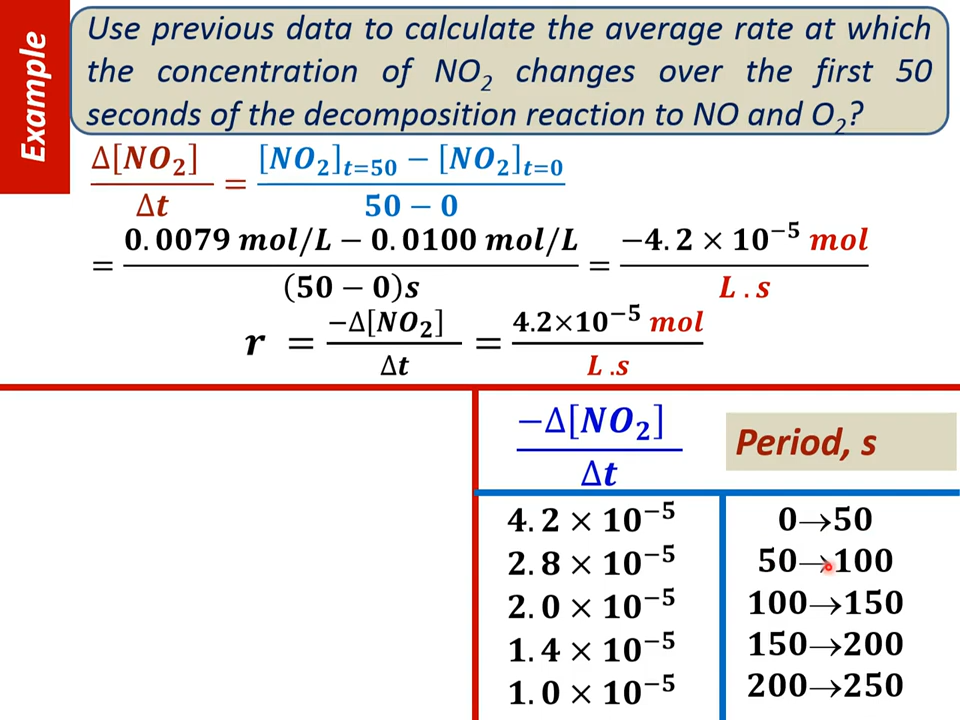 Example
Use previous data to calculate the average rate at which
the concentration of NO₂ changes over the first 50
seconds of the decomposition reaction to NO and O₂?
Δ[NO₂]/Δt = ([NO₂]ₜ₌₅₀ − [NO₂]ₜ₌₀)/(50 − 0)
= (0.0079 mol/L − 0.0100 mol/L)/((50 − 0)s) = (−4.2 × 10⁻⁵ mol)/(L.s)
r = −Δ[NO₂]/Δt = (4.2×10⁻⁵ mol)/(L.s)
−Δ[NO₂]/Δt Period, s
4.2 × 10⁻⁵ 0→50
2.8 × 10⁻⁵ 50→100
2.0 × 10⁻⁵ 100→150
1.4 × 10⁻⁵ 150→200
1.0 × 10⁻⁵ 200→250